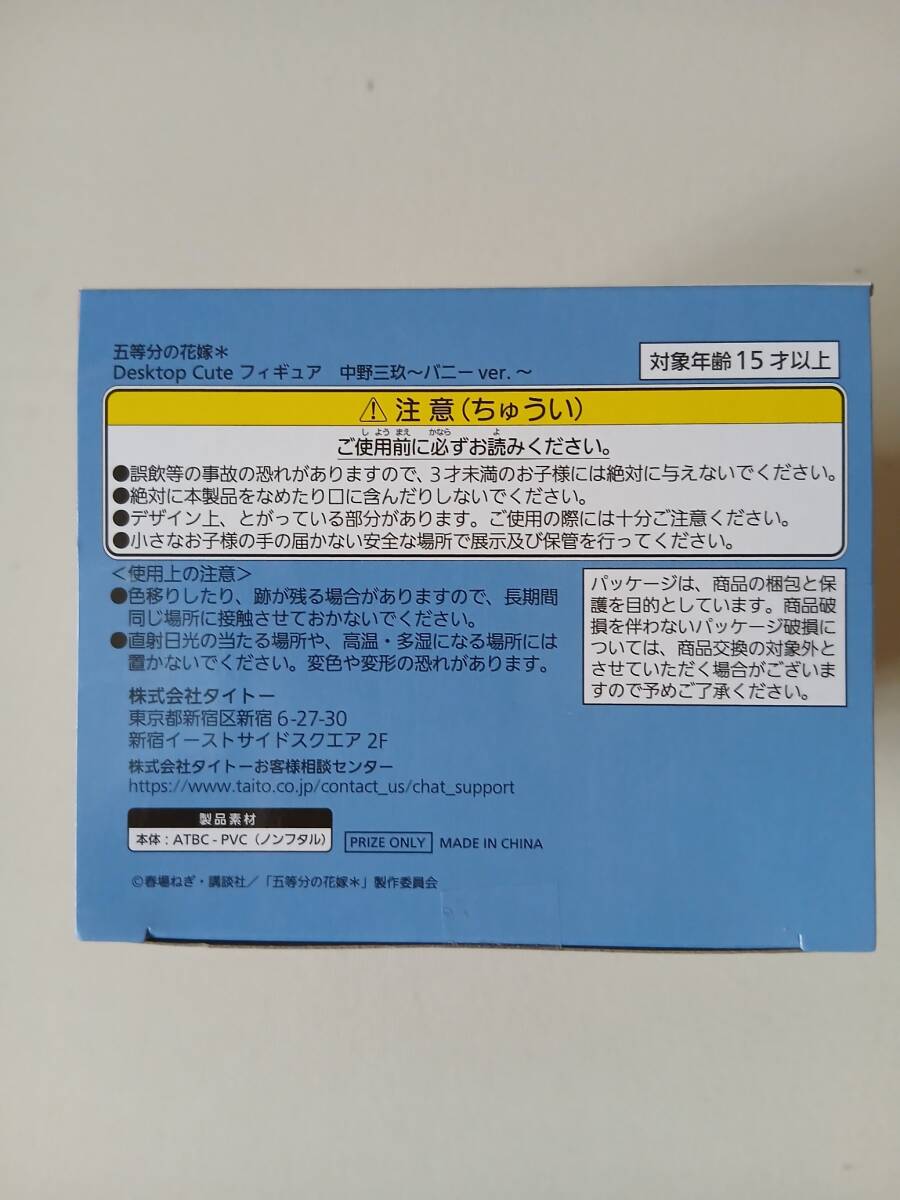 五等分の花嫁＊
Desktop Cute フィギュア　中野三玖～バニー ver. ～
対象年齢 15 才以上
⚠ 注 意（ちゅうい）
し よう まえ かなら よ
ご使用前に必ずお読みください。
●誤飲等の事故の恐れがありますので、３才未満のお子様には絶対に与えないでください。
●絶対に本製品をなめたり口に含んだりしないでください。
●デザイン上、とがっている部分があります。ご使用の際には十分ご注意ください。
●小さなお子様の手の届かない安全な場所で展示及び保管を行ってください。
＜使用上の注意＞
●色移りしたり、跡が残る場合がありますので、長期間
同じ場所に接触させておかないでください。
●直射日光の当たる場所や、高温・多湿になる場所には
置かないでください。変色や変形の恐れがあります。
パッケージは、商品の梱包と保
護を目的としています。商品破
損を伴わないパッケージ破損に
ついては、商品交換の対象外と
させていただく場合がございま
すので予めご了承ください。
株式会社タイトー
東京都新宿区新宿 6-27-30
新宿イーストサイドスクエア 2F
株式会社タイトーお客様相談センター
https://www.taito.co.jp/contact_us/chat_support
製品素材
本体：ATBC - PVC（ノンフタル）
PRIZE ONLY MADE IN CHINA
©春場ねぎ・講談社／「五等分の花嫁＊」製作委員会